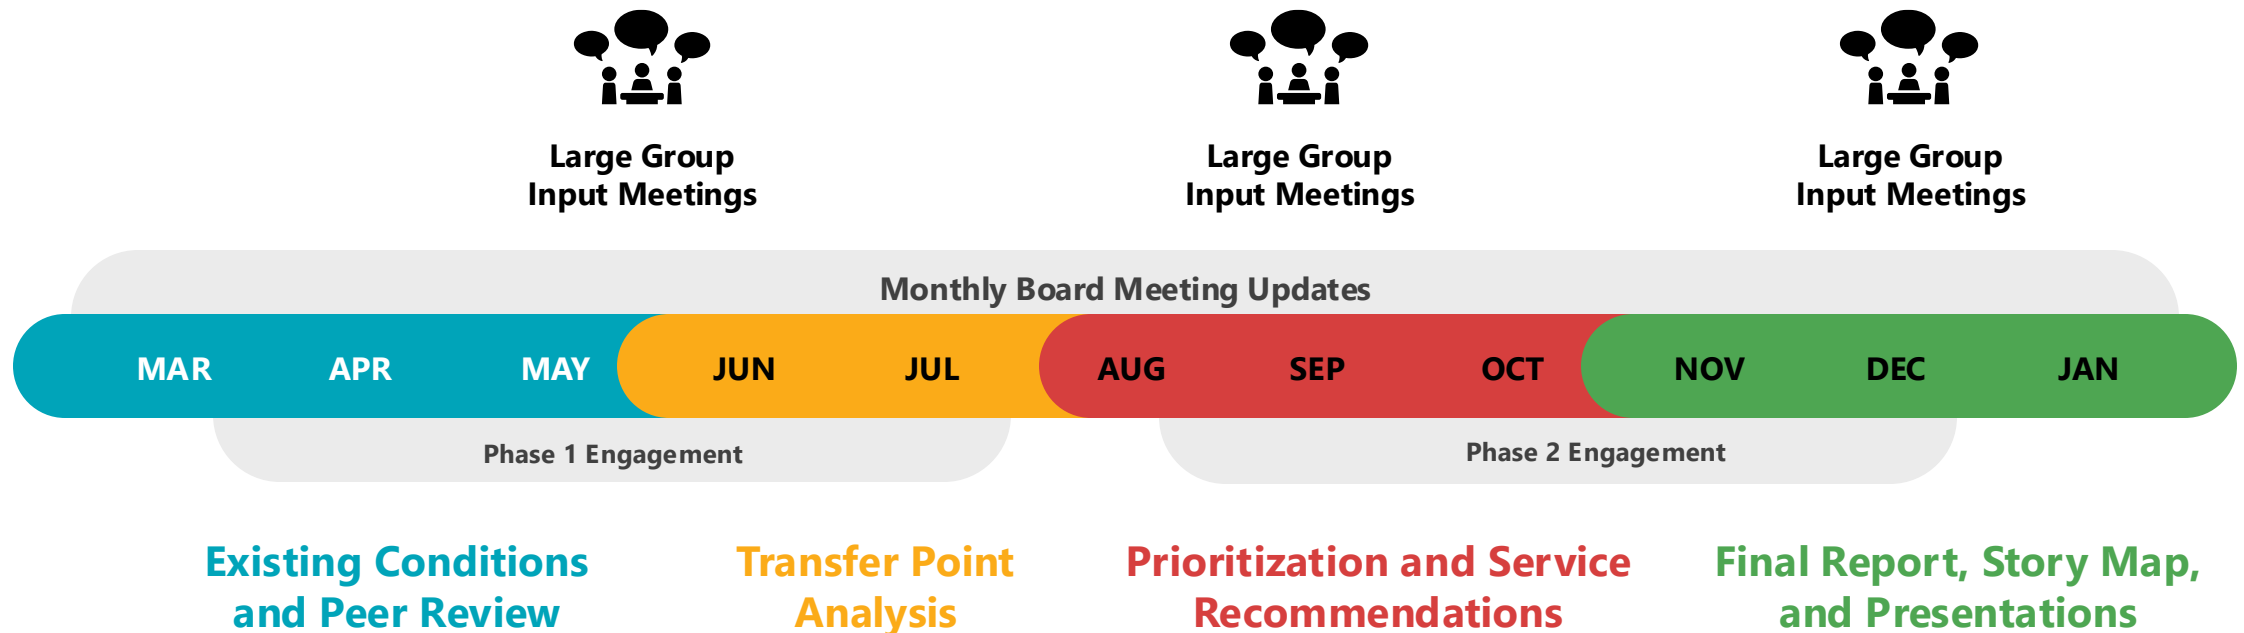 Large Group
Input Meetings
Large Group
Input Meetings
Large Group
Input Meetings
Monthly Board Meeting Updates
MAR APR MAY JUN JUL AUG SEP OCT NOV DEC JAN
Phase 1 Engagement
Phase 2 Engagement
Existing Conditions
and Peer Review
Transfer Point
Analysis
Prioritization and Service
Recommendations
Final Report, Story Map,
and Presentations